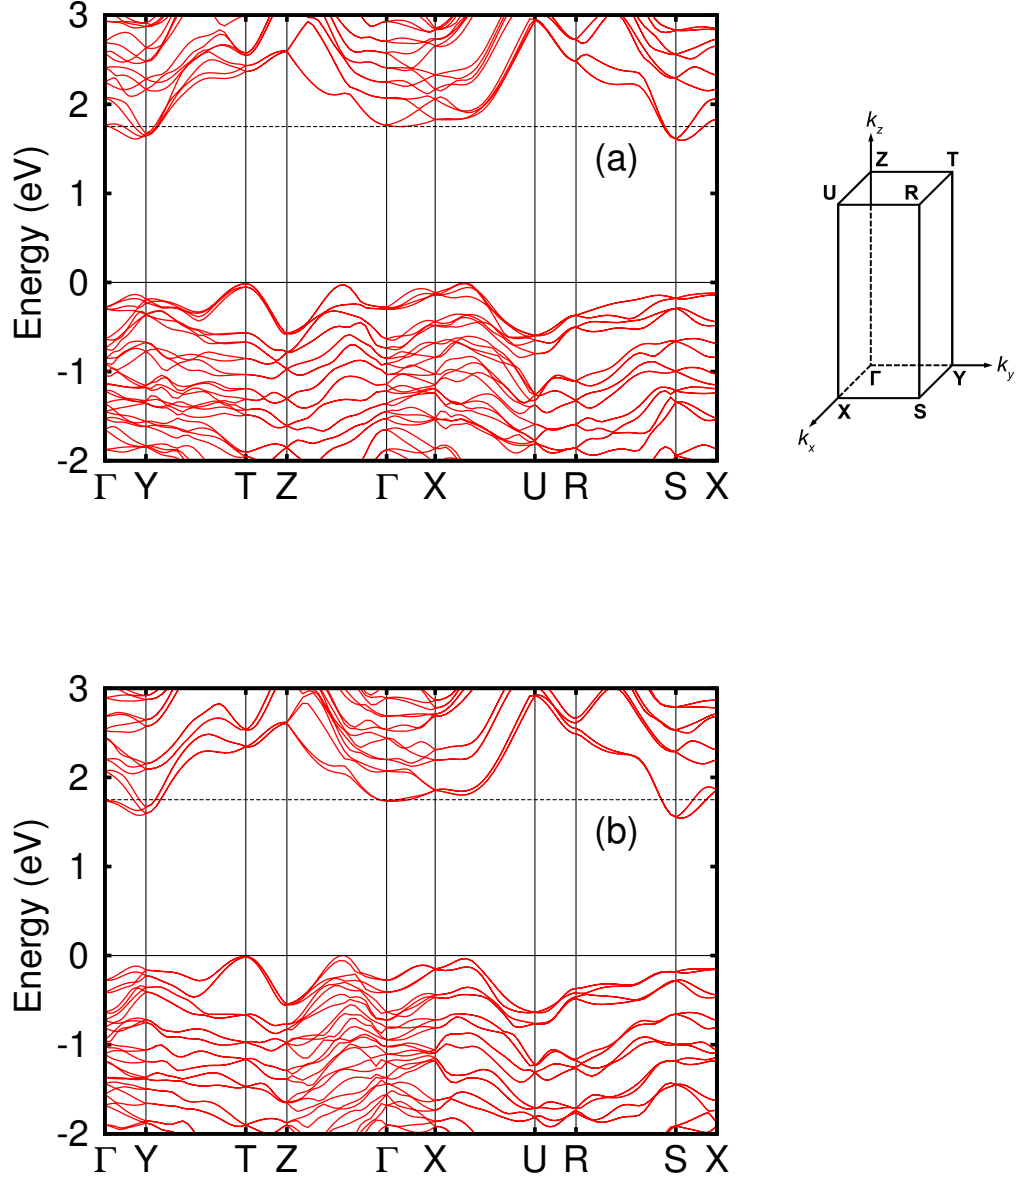 3
2
1
0
-1
-2
Energy (eV)
(a)
Γ Y T Z Γ X U R S X
k_z
Z T
U R
Γ Y k_y
X S
k_x
3
2
1
0
-1
-2
Energy (eV)
(b)
Γ Y T Z Γ X U R S X